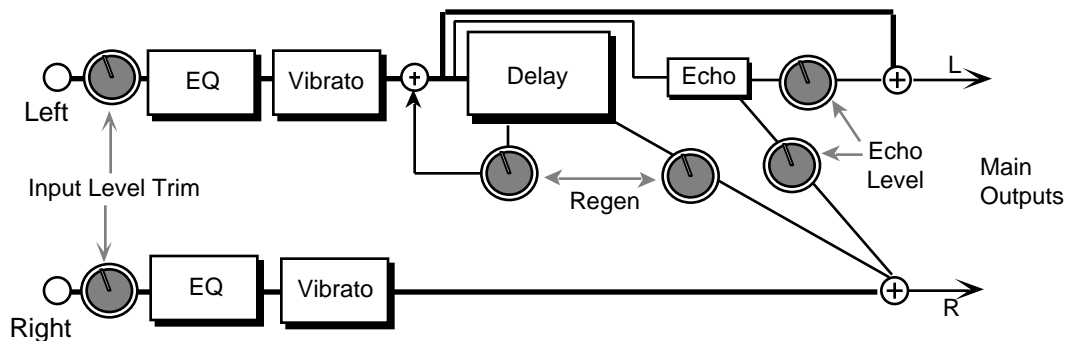 L
EQ
Vibrato
Delay
Echo
Left
Echo
Level
Main
Outputs
Input Level Trim
Regen
EQ
Vibrato
R
Right